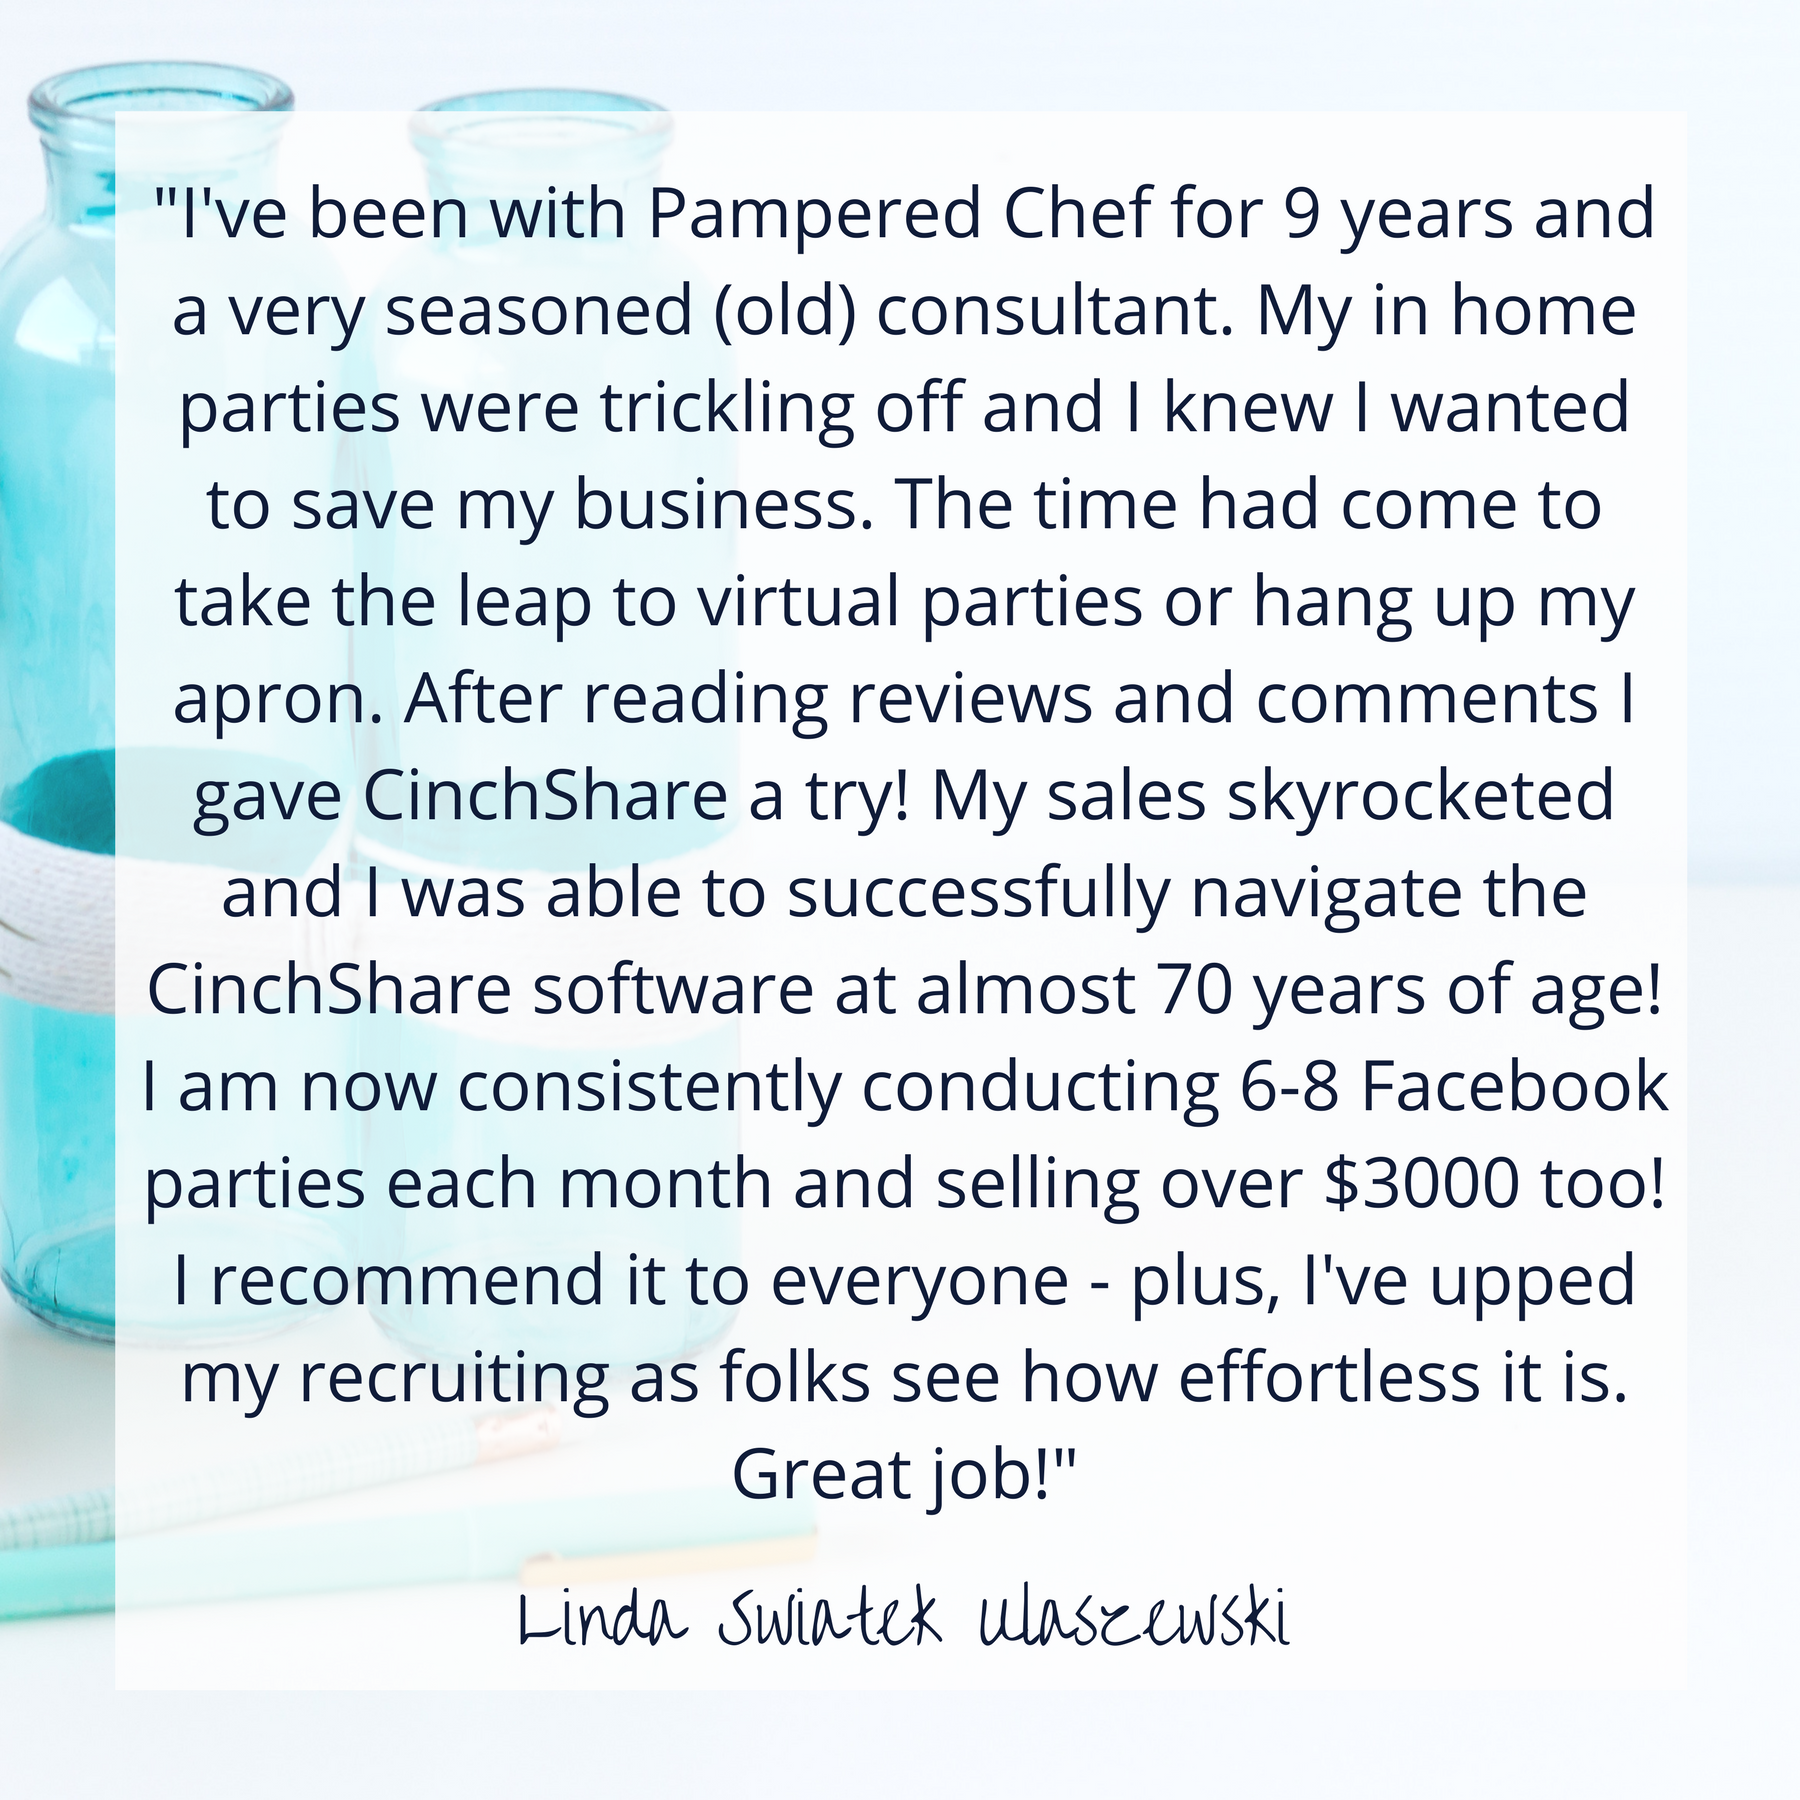 "I've been with Pampered Chef for 9 years and
a very seasoned (old) consultant. My in home
parties were trickling off and I knew I wanted
to save my business. The time had come to
take the leap to virtual parties or hang up my
apron. After reading reviews and comments I
gave CinchShare a try! My sales skyrocketed
and I was able to successfully navigate the
CinchShare software at almost 70 years of age!
I am now consistently conducting 6-8 Facebook
parties each month and selling over $3000 too!
I recommend it to everyone - plus, I've upped
my recruiting as folks see how effortless it is.
Great job!"
Linda Swiatek Ulaszewski